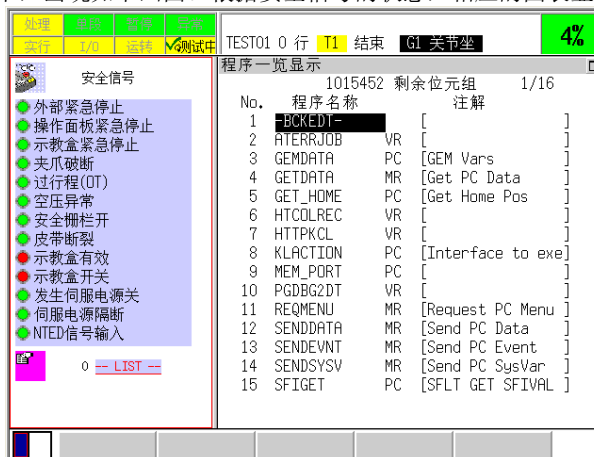 处理
实行 I/O 运转 测试中
TEST01 0 行 T1 结束 G1 关节坐
4%
安全信号
外部紧急停止
操作面板紧急停止
示教盒紧急停止
夹爪破断
过行程(OT)
空压异常
安全栅栏开
皮带断裂
示教盒有效
示教盒开关
发生伺服电源关
伺服电源隔断
NTED信号输入
0 -- LIST --
程序一览显示
1015452 剩余位元组 1/16
No. 程序名称 注解
1 -BCKEDT- [ ]
2 ATERRJOB VR [ ]
3 GEMDATA PC [GEM Vars ]
4 GETDATA MR [Get PC Data ]
5 GET_HOME PC [Get Home Pos ]
6 HTCOLREC VR [ ]
7 HTTPKCL VR [ ]
8 KLACTION PC [Interface to exe]
9 MEM_PORT PC [ ]
10 PGDBG2DT VR [ ]
11 REQMENU MR [Request PC Menu ]
12 SENDDATA MR [Send PC Data ]
13 SENDEVNT MR [Send PC Event ]
14 SENDSYSV MR [Send PC SysVar ]
15 SFIGET PC [SFLT GET SFIVAL ]